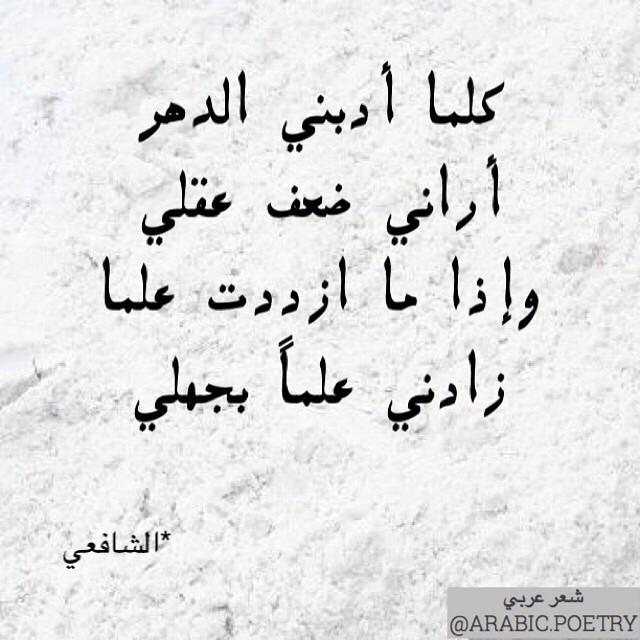 كلما أدبني الدهر
أراني ضعف عقلي
وإذا ما ازددت علما
زادني علماً بجهلي
*الشافعي
شعر عربي
@ARABIC.POETRY